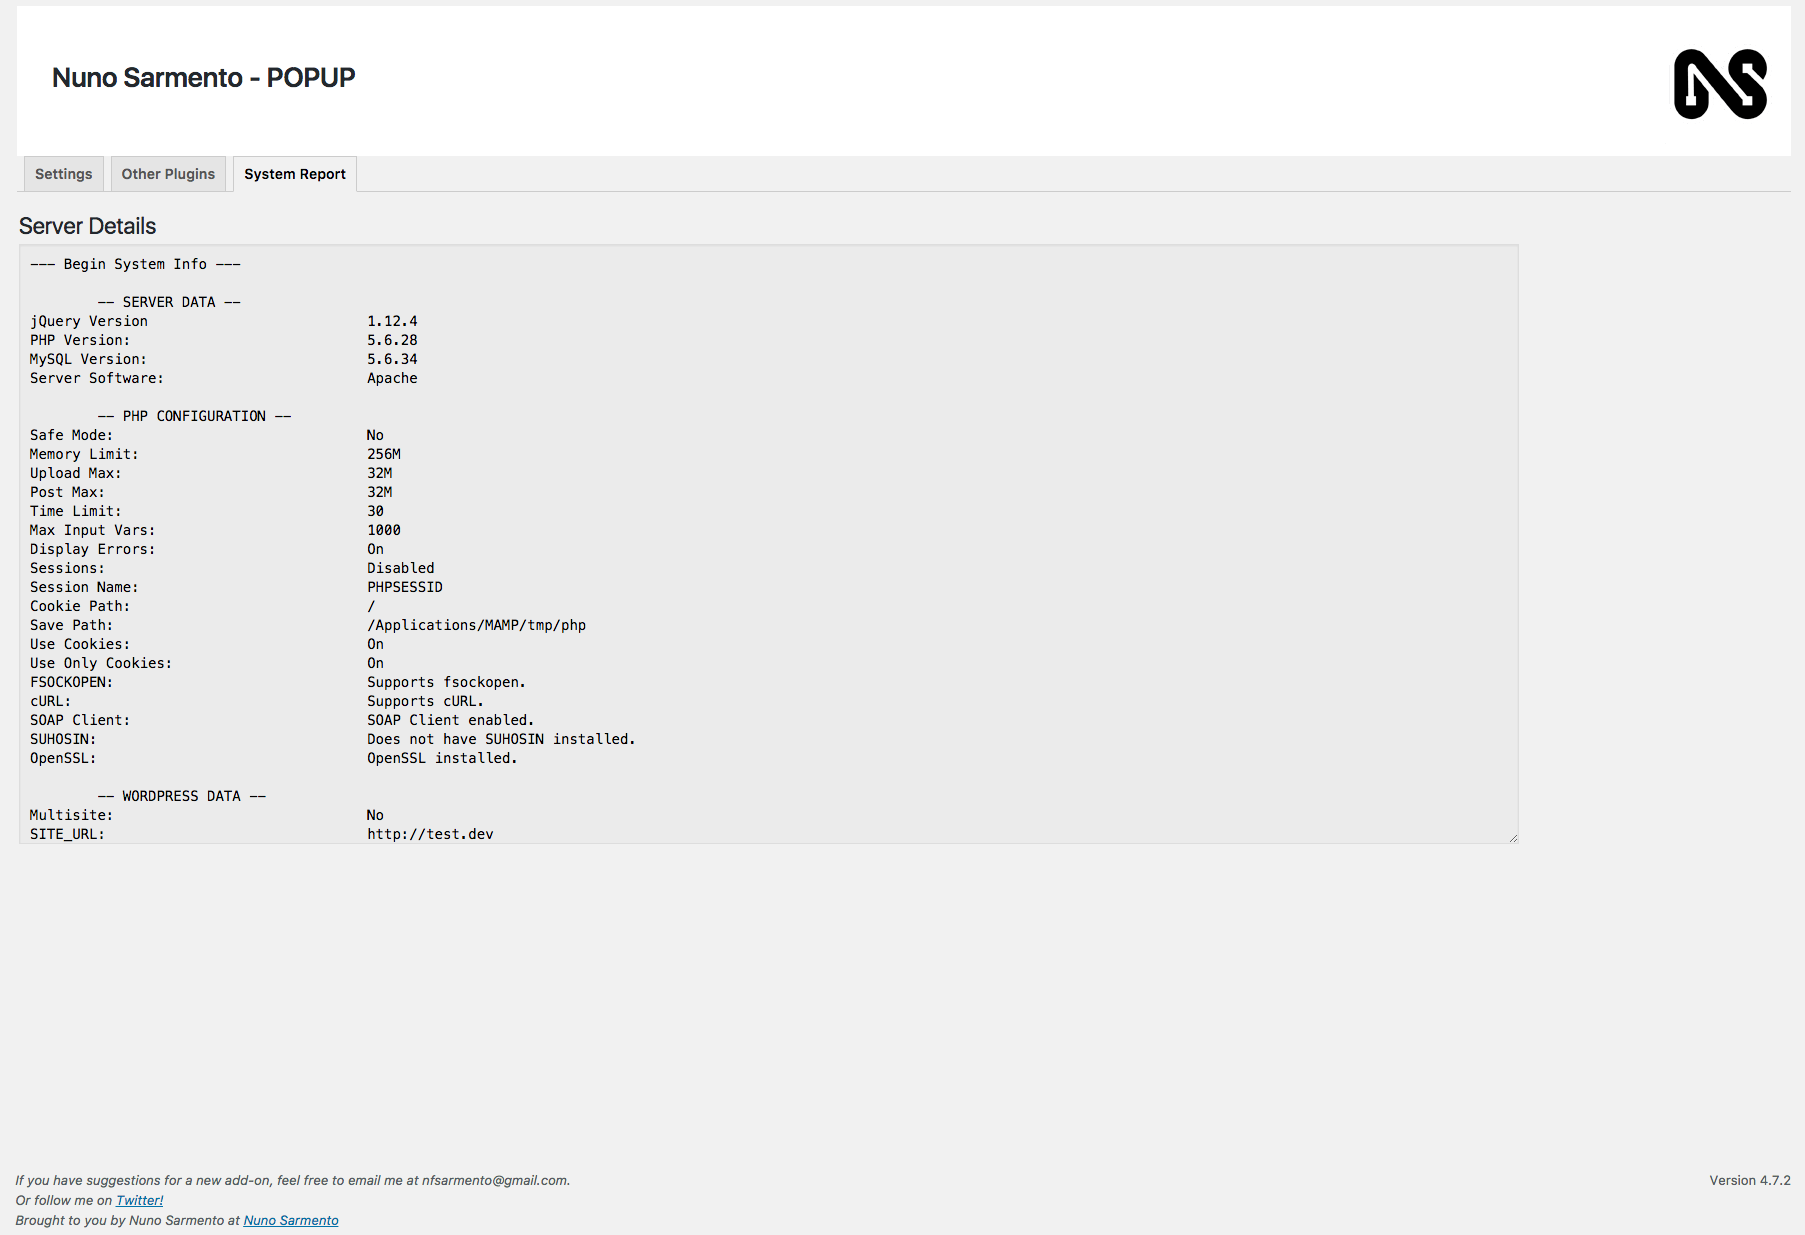 Nuno Sarmento - POPUP
NS
Settings
Other Plugins
System Report
Server Details
--- Begin System Info ---
-- SERVER DATA --
jQuery Version 1.12.4
PHP Version: 5.6.28
MySQL Version: 5.6.34
Server Software: Apache
-- PHP CONFIGURATION --
Safe Mode: No
Memory Limit: 256M
Upload Max: 32M
Post Max: 32M
Time Limit: 30
Max Input Vars: 1000
Display Errors: On
Sessions: Disabled
Session Name: PHPSESSID
Cookie Path: /
Save Path: /Applications/MAMP/tmp/php
Use Cookies: On
Use Only Cookies: On
FSOCKOPEN: Supports fsockopen.
cURL: Supports cURL.
SOAP Client: SOAP Client enabled.
SUHOSIN: Does not have SUHOSIN installed.
OpenSSL: OpenSSL installed.
-- WORDPRESS DATA --
Multisite: No
SITE_URL: http://test.dev
If you have suggestions for a new add-on, feel free to email me at nfsarmento@gmail.com.
Or follow me on Twitter!
Brought to you by Nuno Sarmento at Nuno Sarmento
Version 4.7.2